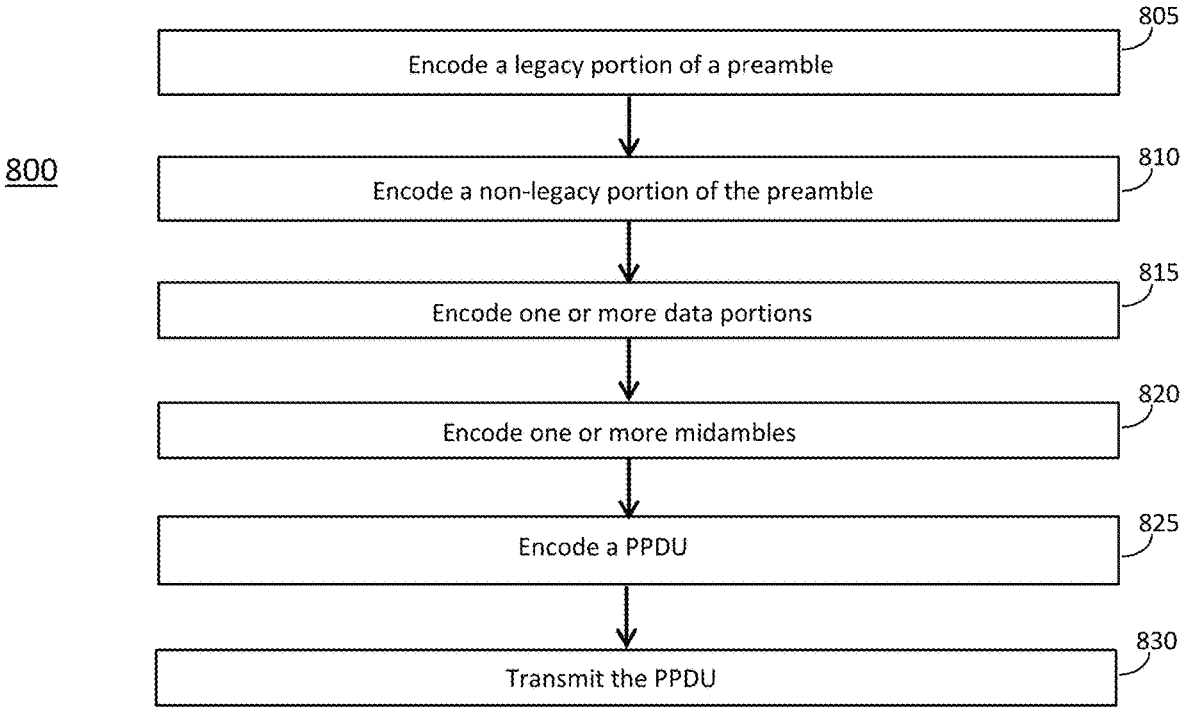 805
Encode a legacy portion of a preamble
800
810
Encode a non-legacy portion of the preamble
815
Encode one or more data portions
820
Encode one or more midambles
825
Encode a PPDU
830
Transmit the PPDU